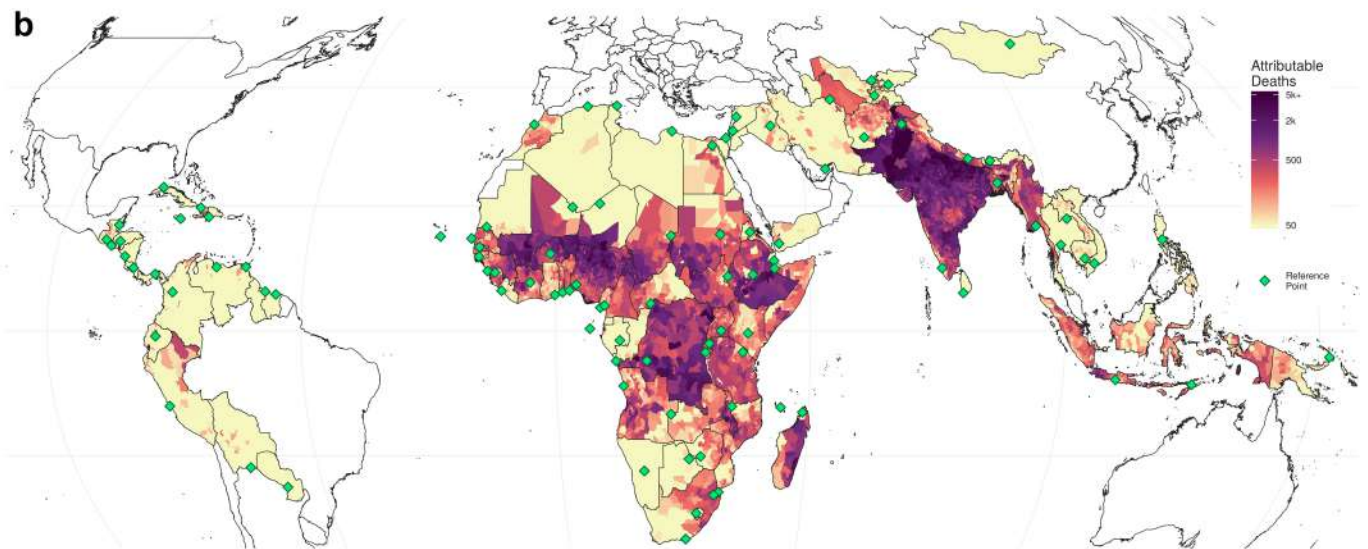 b
Attributable
Deaths
5k+
2k
500
50
Reference
Point